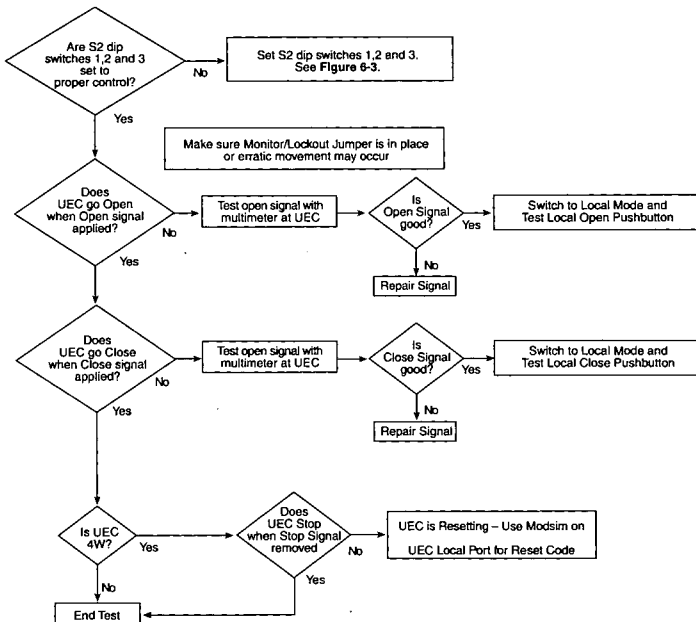 Are S2 dip
switches 1,2 and 3
set to
proper control?
No
Set S2 dip switches 1,2 and 3.
See Figure 6-3.
Yes
Make sure Monitor/Lockout Jumper is in place
or erratic movement may occur
Does
UEC go Open
when Open signal
applied?
No
Test open signal with
multimeter at UEC
Is
Open Signal
good?
Yes
Switch to Local Mode and
Test Local Open Pushbutton
Yes
No
Repair Signal
Does
UEC go Close
when Close signal
applied?
No
Test open signal with
multimeter at UEC
Is
Close Signal
good?
Yes
Switch to Local Mode and
Test Local Close Pushbutton
Yes
No
Repair Signal
Is UEC
4W?
Yes
Does
UEC Stop
when Stop Signal
removed
No
UEC is Resetting – Use Modsim on
UEC Local Port for Reset Code
No
Yes
End Test